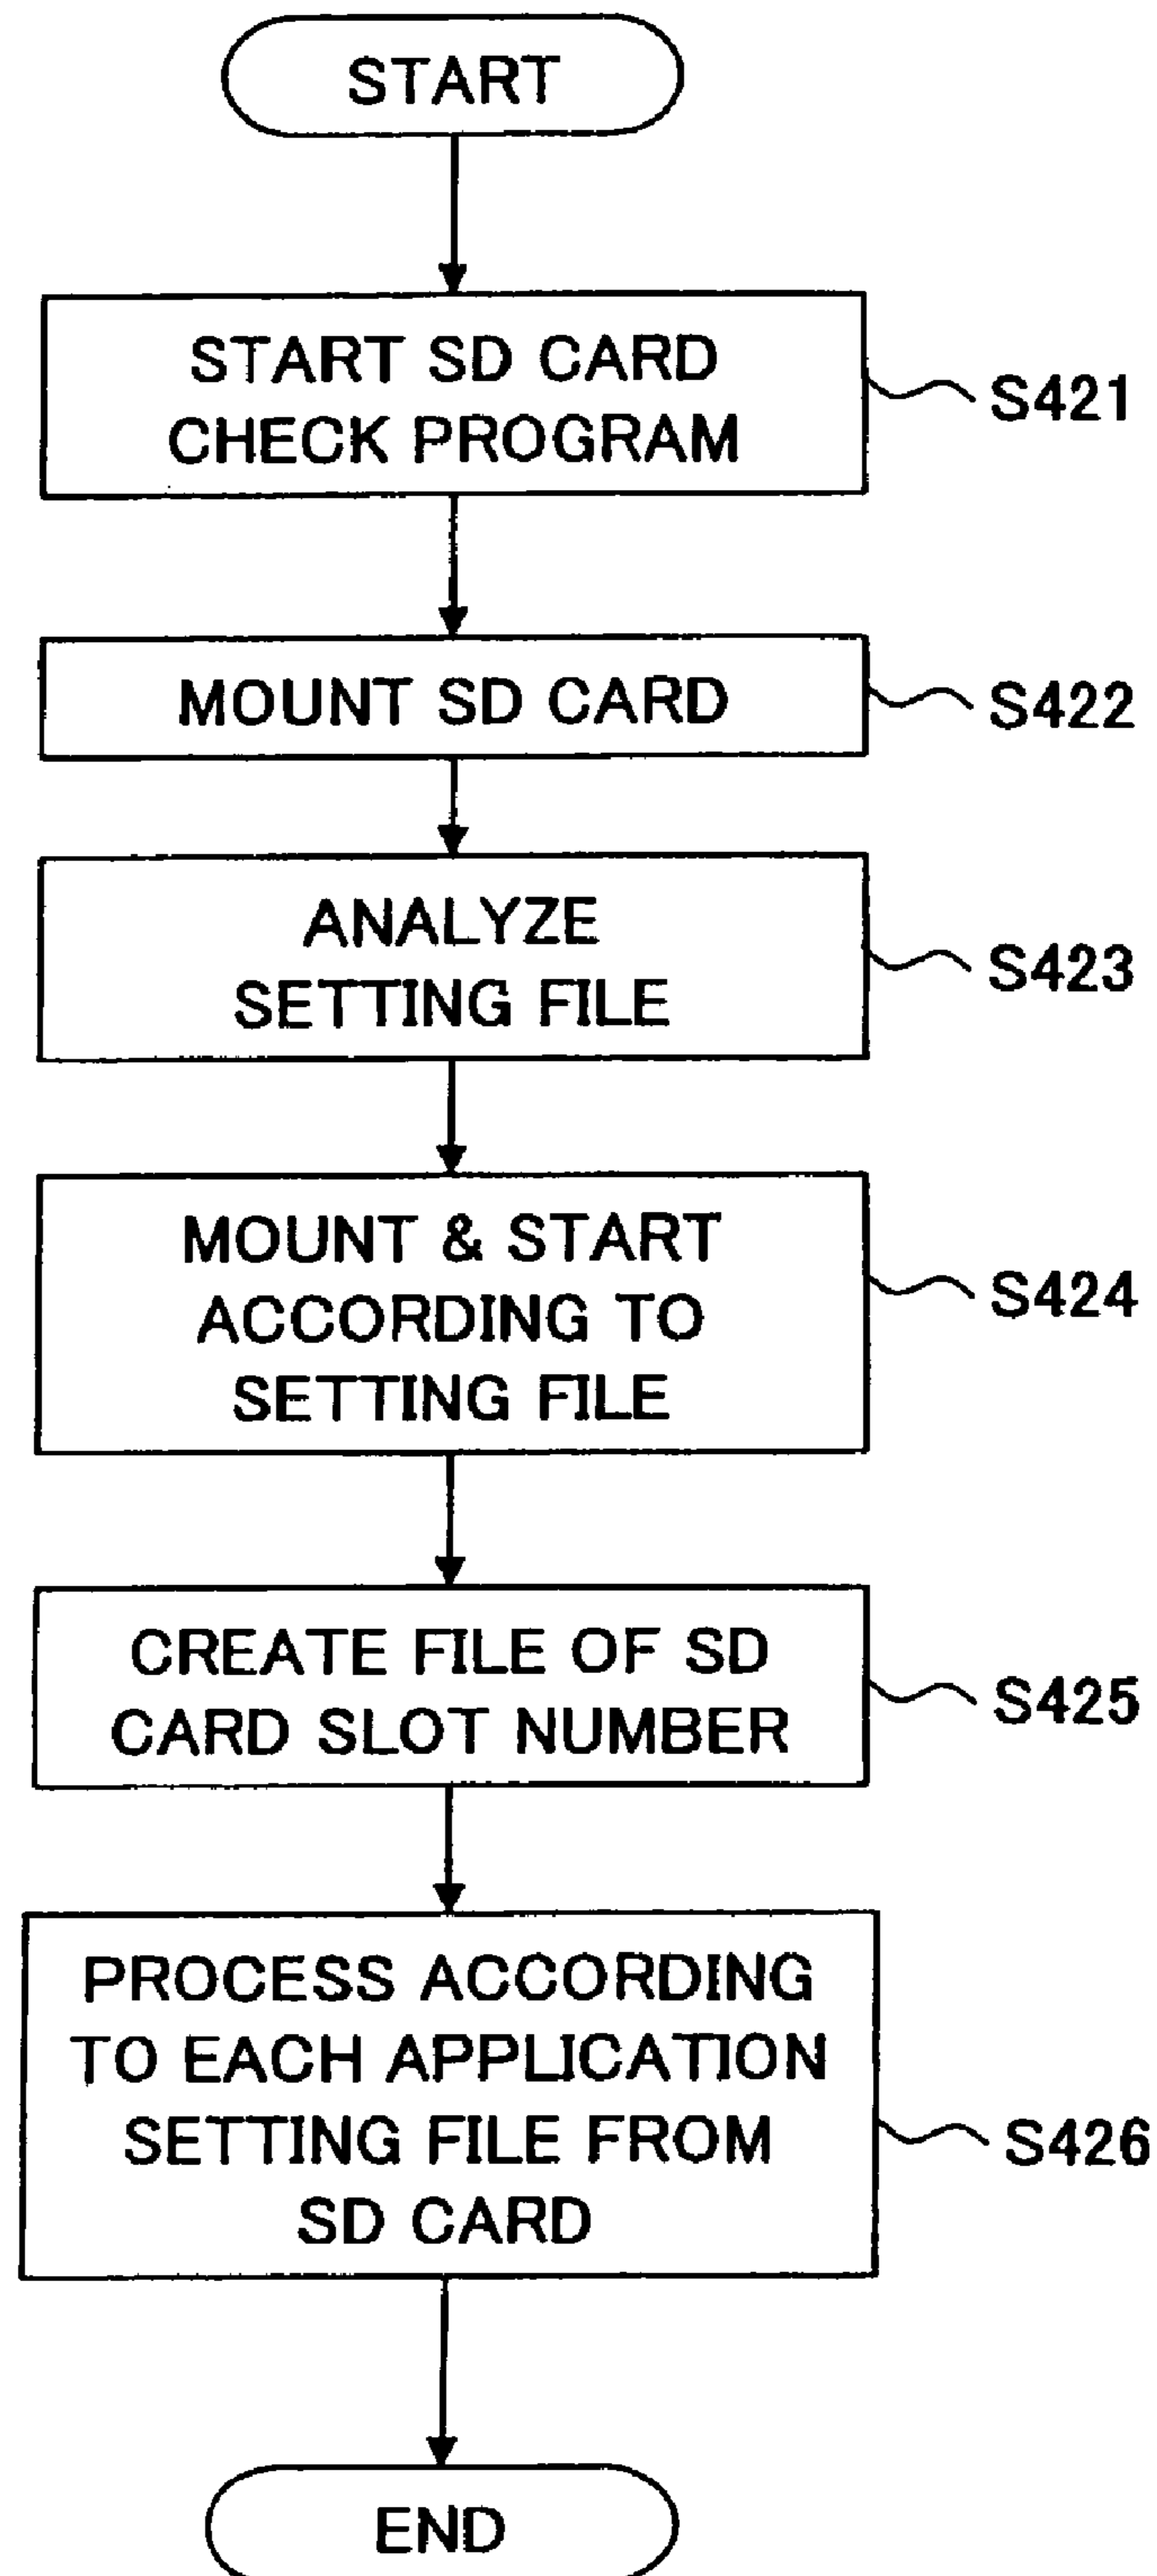 START
START SD CARD
CHECK PROGRAM
S421
MOUNT SD CARD
S422
ANALYZE
SETTING FILE
S423
MOUNT & START
ACCORDING TO
SETTING FILE
S424
CREATE FILE OF SD
CARD SLOT NUMBER
S425
PROCESS ACCORDING
TO EACH APPLICATION
SETTING FILE FROM
SD CARD
S426
END